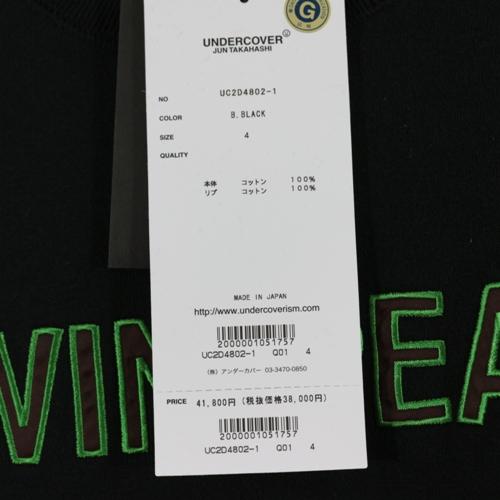 G
UNDERCOVER
JUN TAKAHASHI
NO UC2D4802-1
COLOR B.BLACK
SIZE 4
QUALITY
本体 コットン 100%
リブ コットン 100%
MADE IN JAPAN
http://www.undercoverism.com
2000001051757
UC2D4802-1 Q01 4
(株) アンダーカバー 03-3470-0850
PRICE 41,800円 (税抜価格38,000円)
2000001051757
UC2D4802-1 Q01 4
VIN EA